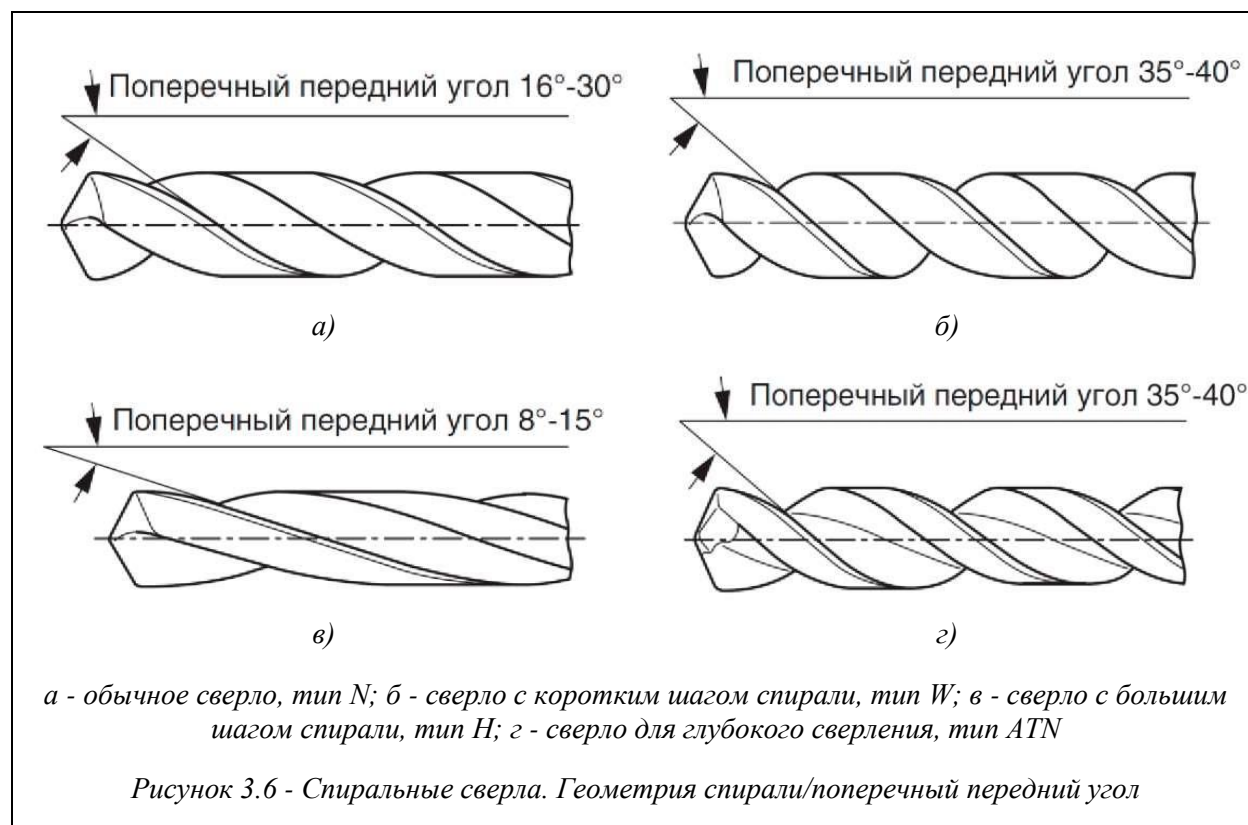 Поперечный передний угол 16°-30°
Поперечный передний угол 35°-40°
а)
б)
Поперечный передний угол 8°-15°
Поперечный передний угол 35°-40°
в)
г)
а - обычное сверло, тип N; б - сверло с коротким шагом спирали, тип W; в - сверло с большим
шагом спирали, тип H; г - сверло для глубокого сверления, тип ATN
Рисунок 3.6 - Спиральные сверла. Геометрия спирали/поперечный передний угол